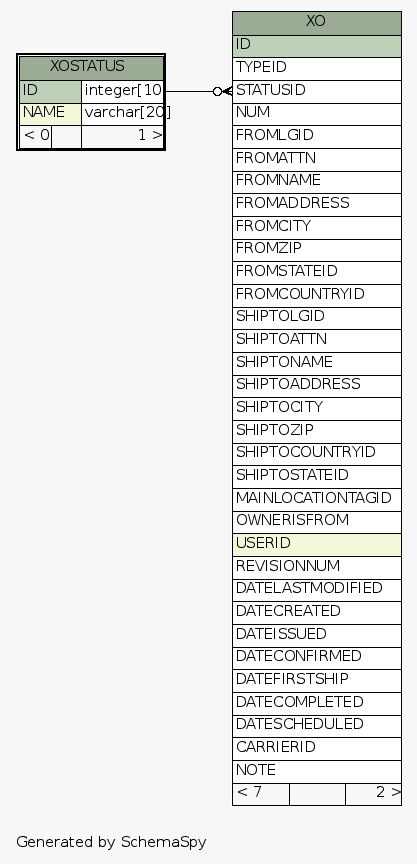 XOSTATUS
ID integer[10
NAME varchar[20]
< 0 1 >
XO
ID
TYPEID
STATUSID
NUM
FROMLGID
FROMATTN
FROMNAME
FROMADDRESS
FROMCITY
FROMZIP
FROMSTATEID
FROMCOUNTRYID
SHIPTOLGID
SHIPTOATTN
SHIPTONAME
SHIPTOADDRESS
SHIPTOCITY
SHIPTOZIP
SHIPTOCOUNTRYID
SHIPTOSTATEID
MAINLOCATIONTAGID
OWNERISFROM
USERID
REVISIONNUM
DATELASTMODIFIED
DATECREATED
DATEISSUED
DATECONFIRMED
DATEFIRSTSHIP
DATECOMPLETED
DATESCHEDULED
CARRIERID
NOTE
< 7 2 >
Generated by SchemaSpy